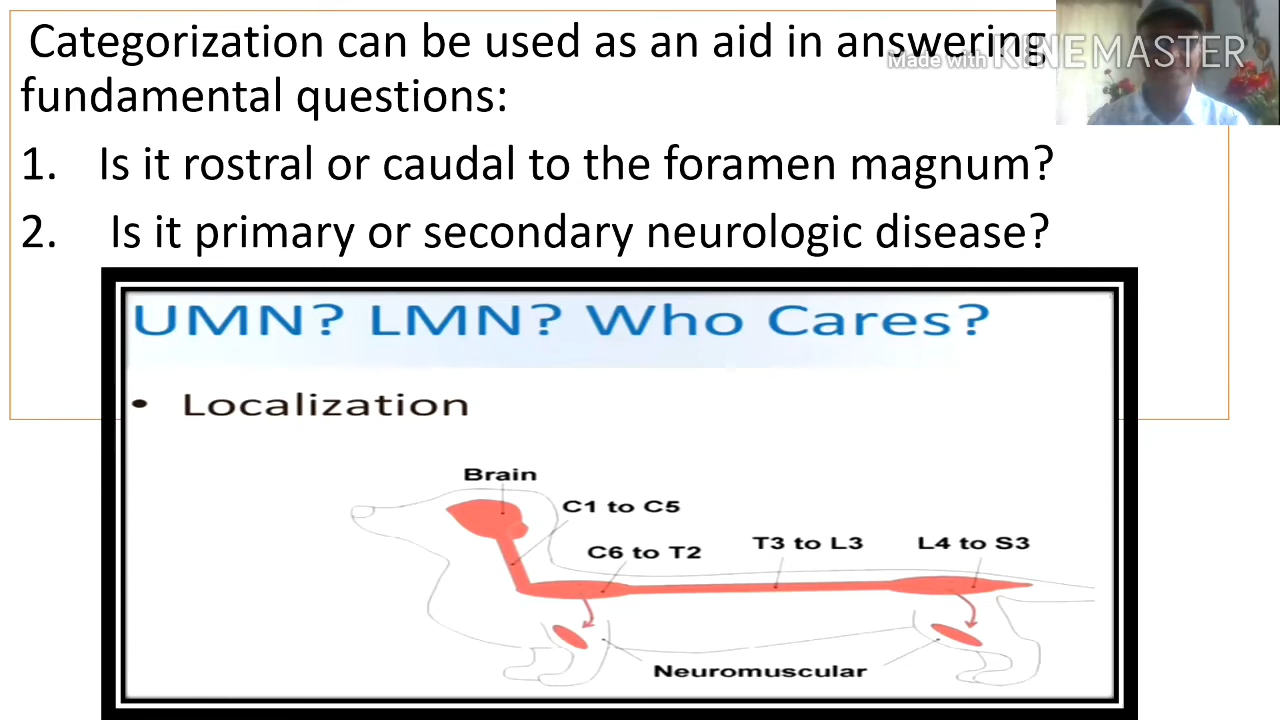 Categorization can be used as an aid in answering
Made with KINEMASTER
fundamental questions:
1. Is it rostral or caudal to the foramen magnum?
2. Is it primary or secondary neurologic disease?
UMN? LMN? Who Cares?
• Localization
Brain
C1 to C5
C6 to T2
T3 to L3
L4 to S3
Neuromuscular